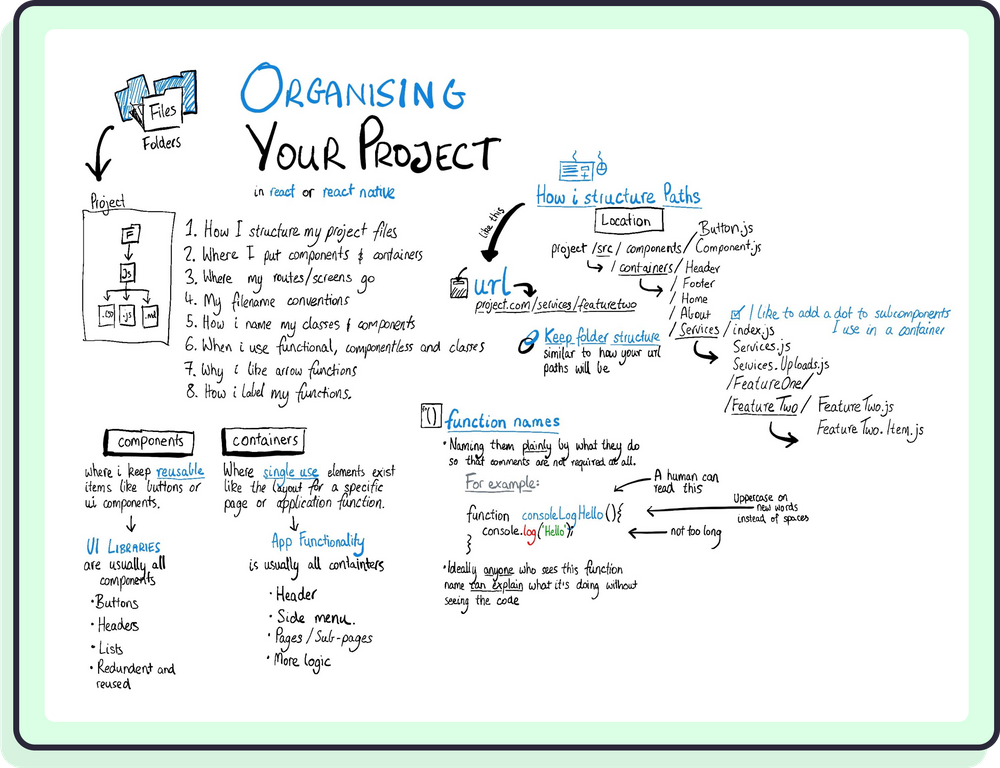 Files
Folders
ORGANISING
YOUR PROJECT
in react or react native
Project
F
Js
.css
.js
.md
1. How I structure my project files
2. Where I put components & containers
3. Where my routes/screens go
4. My filename conventions
5. How i name my classes & components
6. When i use functional, componentless and classes
7. Why i like arrow functions
8. How i label my functions.
How i structure Paths
Location
like this
Button.js
project /src/ components/ Component.js
/ containers / Header
/ Footer
/ Home
/ About
/ Services / index.js
Services.js
Services.Uploads.js
/FeatureOne/
/Feature Two/ Feature Two.js
Feature Two.Item.js
I like to add a dot to subcomponents
I use in a container
url
project.com/services/featuretwo
Keep folder structure
similar to how your url
paths will be
components
where i keep reusable
items like buttons or
ui components.
UI LIBRARIES
are usually all
components
• Buttons
• Headers
• Lists
• Redundent and
reused
containers
Where single use elements exist
like the layout for a specific
page or application function.
App Functionality
is usually all containters
• Header
• Side menu.
• Pages / Sub-pages
• More logic
function names
• Naming them plainly by what they do
so that comments are not required at all.
For example:
function consoleLogHello(){
console.log('Hello');
}
A human can
read this
Uppercase on
new words
instead of spaces
not too long
• Ideally anyone who sees this function
name can explain what it's doing without
seeing the code